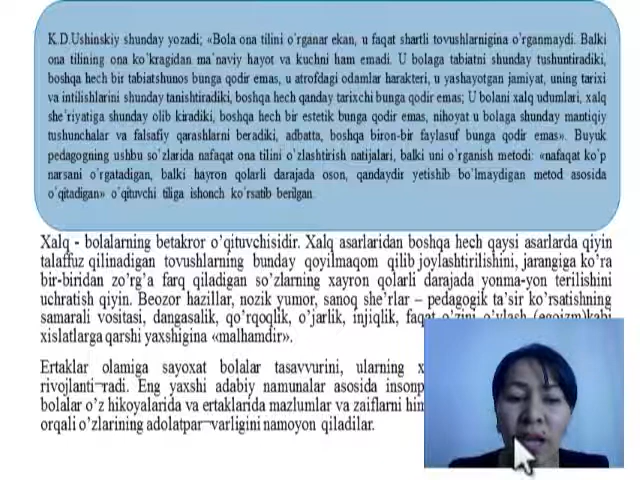 K.D.Ushinskiy shunday yozadi; «Bola ona tilini o'rganar ekan, u faqat shartli tovushlarnigina o'rganmaydi. Balki
ona tilining ona ko'kragidan ma'naviy hayot va kuchni ham emadi. U bolaga tabiatni shunday tushuntiradiki,
boshqa hech bir tabiatshunos bunga qodir emas, u atrofdagi odamlar xarakteri, u yashayotgan jamiyat, uning tarixi
va intilishlarini shunday tanishtiradiki, boshqa hech qanday tarixchi bunga qodir emas; U bolani xalq udumlari, xalq
she'riyatiga shunday olib kiradiki, boshqa hech bir estetik bunga qodir emas, nihoyat u bolaga shunday mantiqiy
tushunchalar va falsafiy qarashlarni beradiki, adbatta, boshqa biron-bir faylasuf bunga qodir emas». Buyuk
pedagogning ushbu so'zlarida nafaqat ona tilini o'zlashtirish natijalari, balki uni o'rganish metodi: «nafaqat ko'p
narsani o'rgatadigan, balki hayron qolarli darajada oson, qandaydir yetishib bo'lmaydigan metod asosida
o'qitadigan» o'qituvchi tiliga ishonch ko'rsatib berilgan.
Xalq - bolalarning betakror o'qituvchisidir. Xalq asarlaridan boshqa hech qaysi asarlarda qiyin
talaffuz qilinadigan tovushlarning bunday qoyilmaqom qilib joylashtirilishini, jarangiga ko'ra
bir-biridan zo'rg'a farq qiladigan so'zlarning xayron qolarli darajada yonma-yon terilishini
uchratish qiyin. Beozor hazillar, nozik yumor, sanoq she'rlar – pedagogik ta'sir ko'rsatishning
samarali vositasi, dangasalik, qo'rqoqlik, o'jarlik, injiqlik, faqat o'zini o'ylash (egoizm)kabi
xislatlarga qarshi yaxshigina «malhamdir».
Ertaklar olamiga sayoxat bolalar tasavvurini, ularning
rivojlanti¬radi. Eng yaxshi adabiy namunalar asosida
bolalar o'z hikoyalarida va ertaklarida mazlumlar va zaiflarni
orqali o'zlarining adolatpar¬varligini namoyon qiladilar.